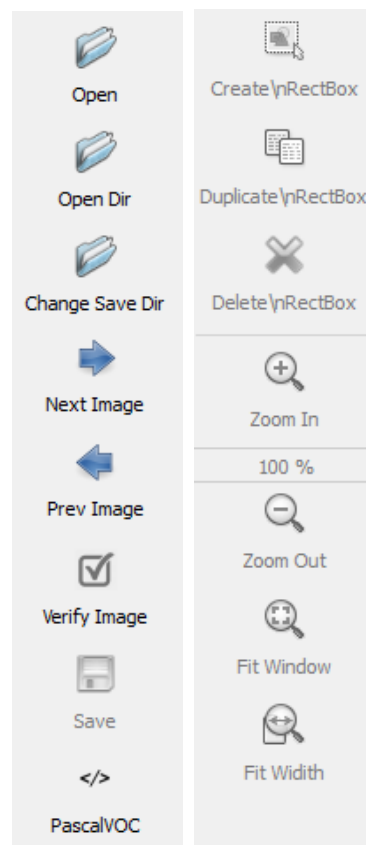 Open
Open Dir
Change Save Dir
Next Image
Prev Image
Verify Image
Save
</>
PascalVOC
Create\nRectBox
Duplicate\nRectBox
Delete\nRectBox
Zoom In
100 %
Zoom Out
Fit Window
Fit Widith